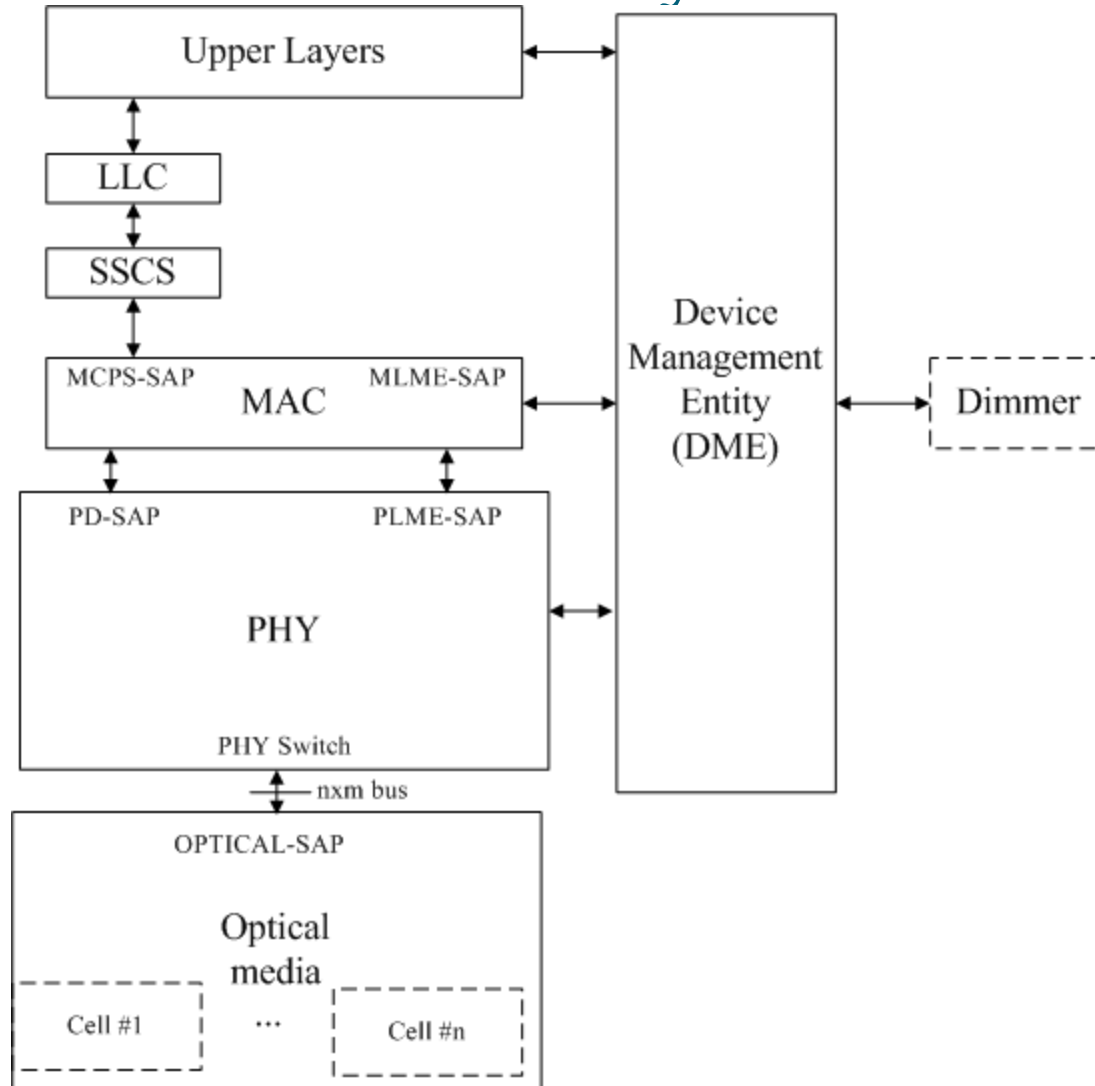 Upper Layers
LLC
SSCS
MCPS-SAP
MLME-SAP
MAC
Device
Management
Entity
(DME)
Dimmer
PD-SAP
PLME-SAP
PHY
PHY Switch
nxm bus
OPTICAL-SAP
Optical
media
Cell #1
...
Cell #n